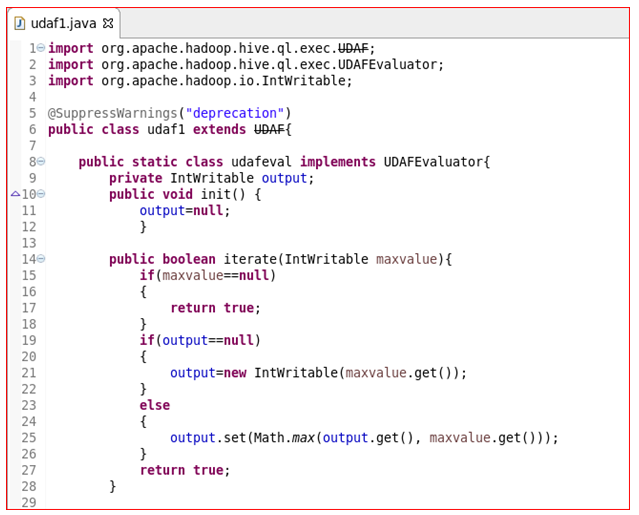 udaf1.java
1 import org.apache.hadoop.hive.ql.exec.UDAF;
2 import org.apache.hadoop.hive.ql.exec.UDAFEvaluator;
3 import org.apache.hadoop.io.IntWritable;
4
5 @SuppressWarnings("deprecation")
6 public class udaf1 extends UDAF{
7
8     public static class udafeval implements UDAFEvaluator{
9         private IntWritable output;
10         public void init() {
11             output=null;
12             }
13
14         public boolean iterate(IntWritable maxvalue){
15             if(maxvalue==null)
16             {
17                 return true;
18             }
19             if(output==null)
20             {
21                 output=new IntWritable(maxvalue.get());
22             }
23             else
24             {
25                 output.set(Math.max(output.get(), maxvalue.get()));
26             }
27             return true;
28         }
29